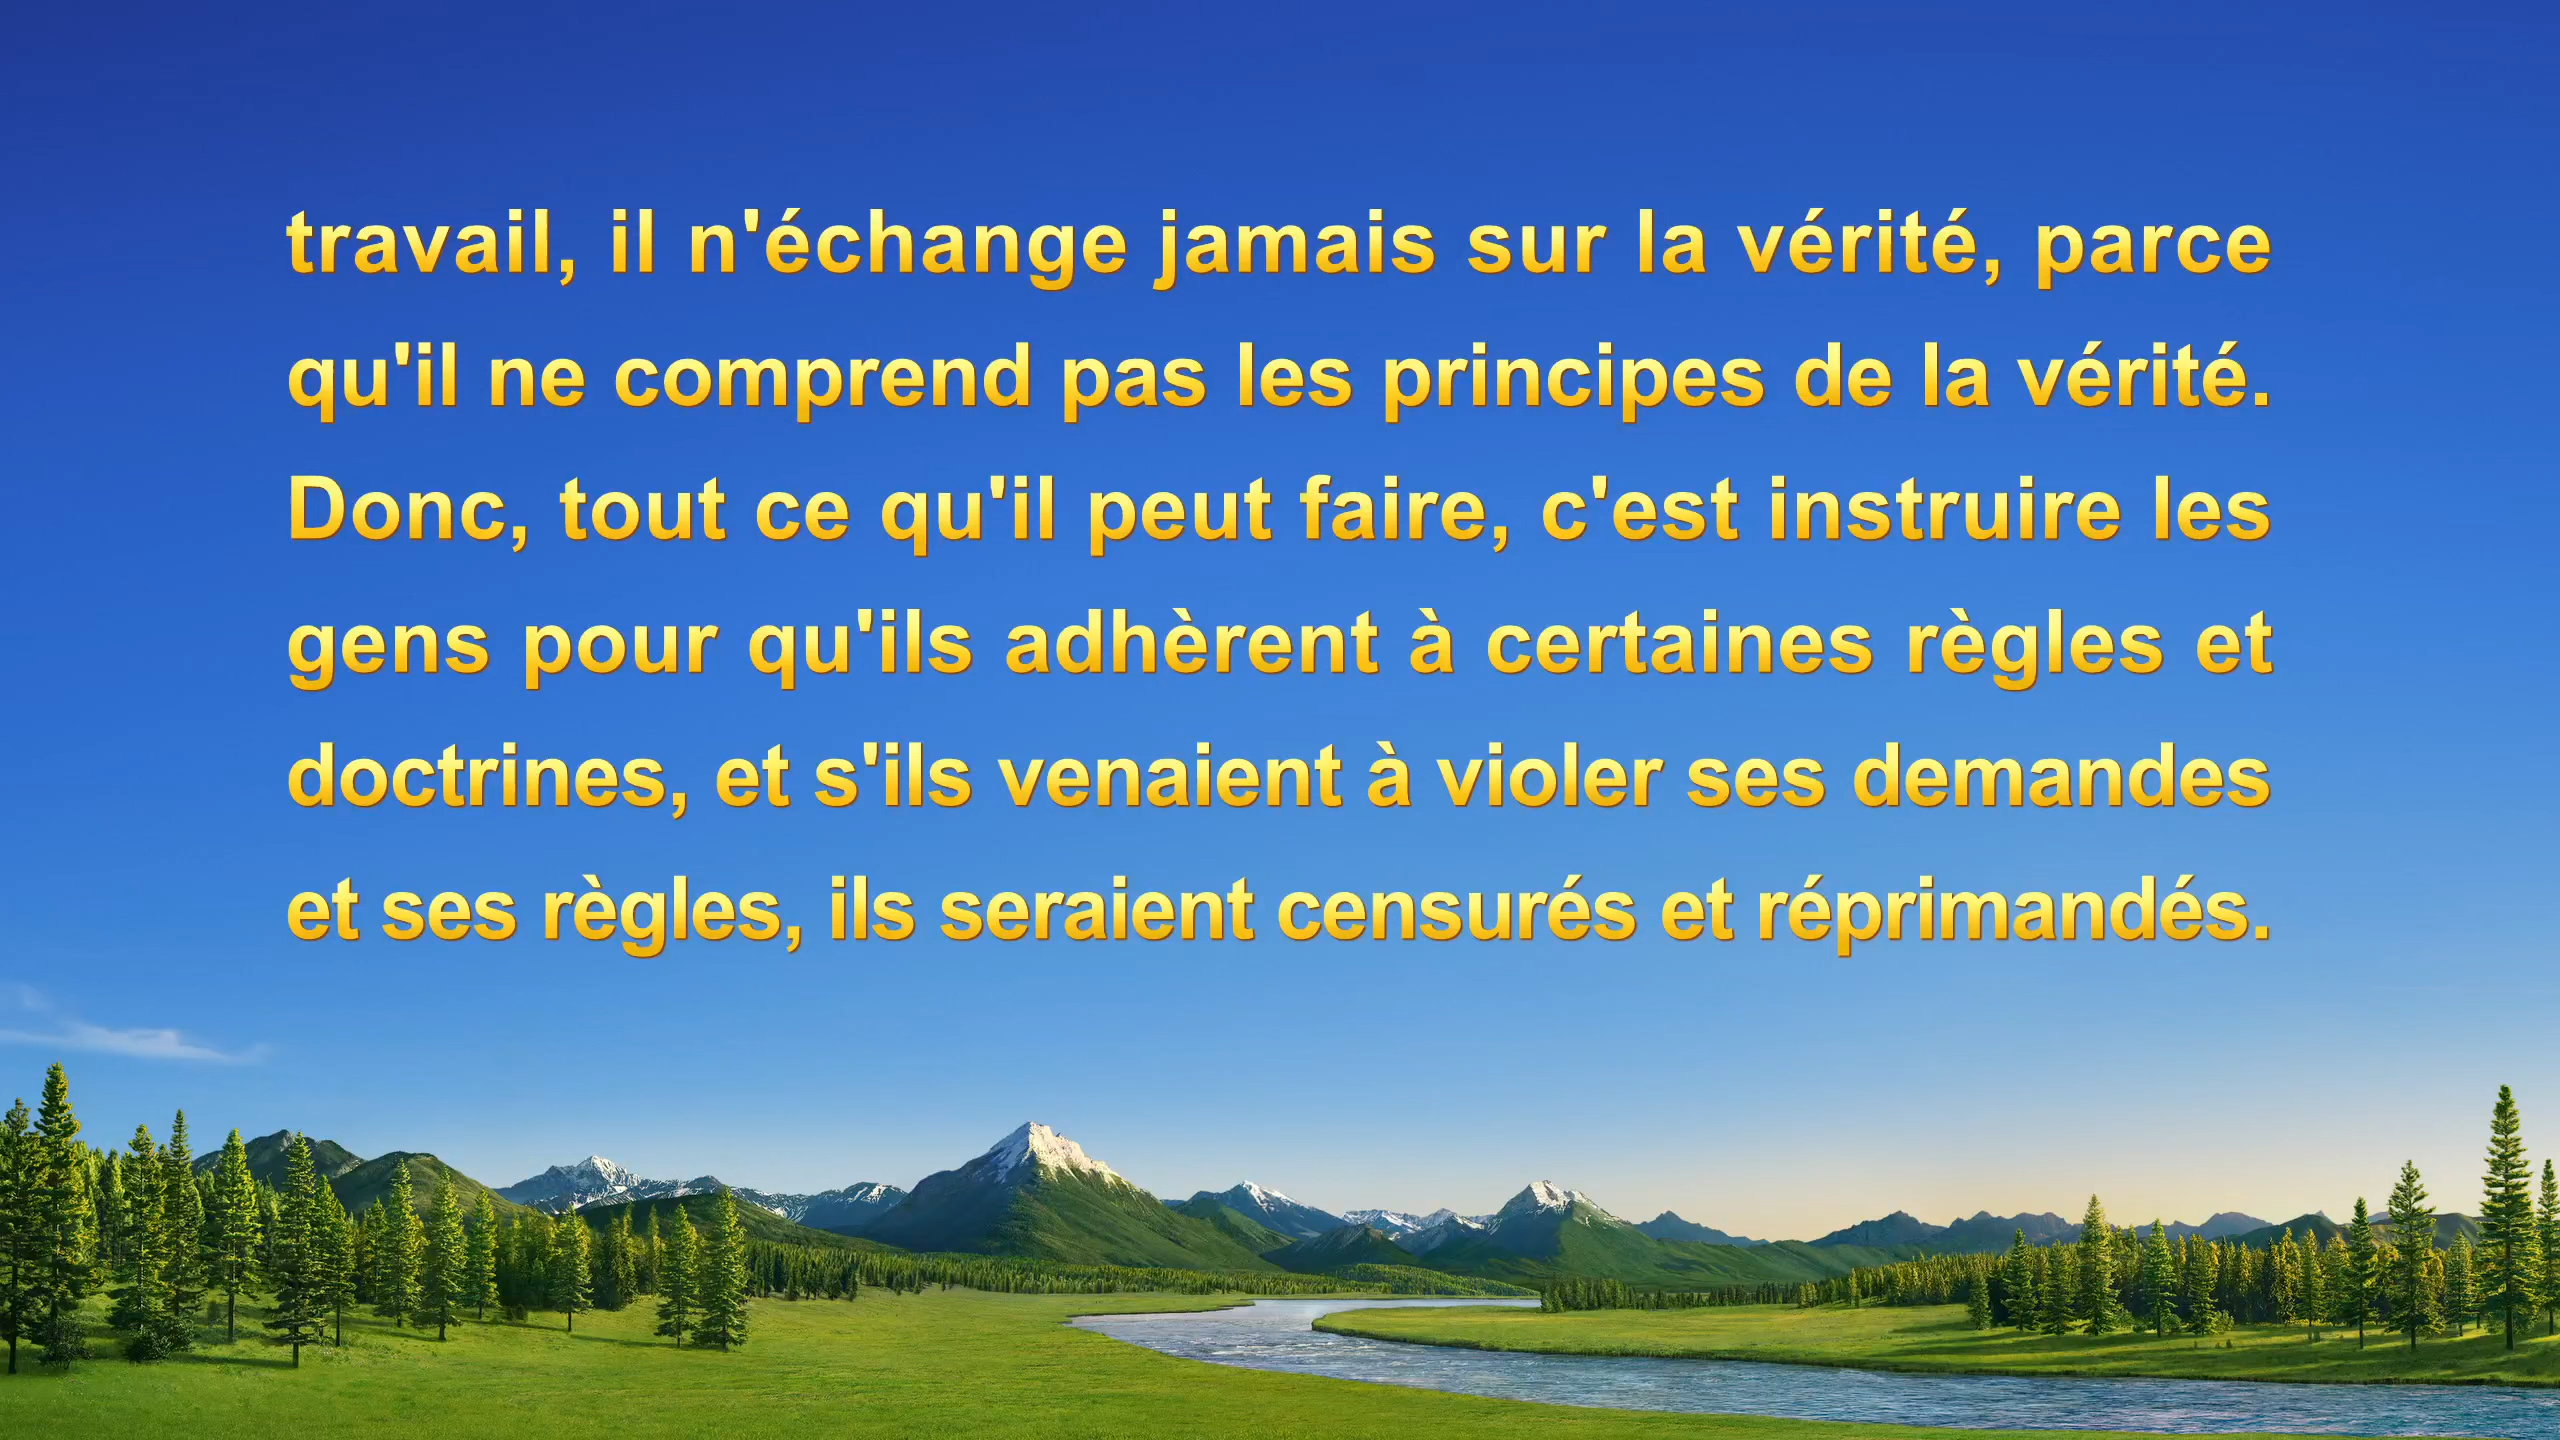 travail, il n'échange jamais sur la vérité, parce
qu'il ne comprend pas les principes de la vérité.
Donc, tout ce qu'il peut faire, c'est instruire les
gens pour qu'ils adhèrent à certaines règles et
doctrines, et s'ils venaient à violer ses demandes
et ses règles, ils seraient censurés et réprimandés.